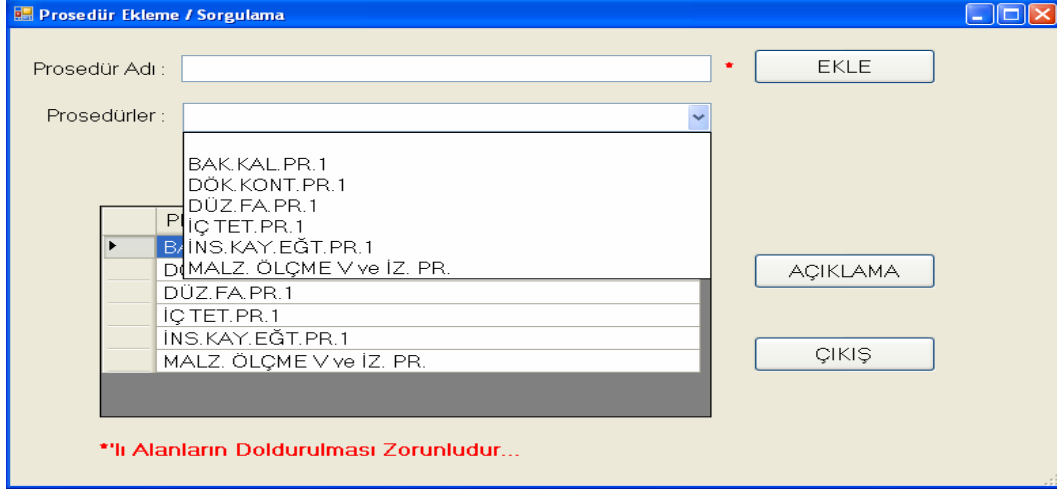 Prosedür Ekleme / Sorgulama
Prosedür Adı :
*
EKLE
Prosedürler :
BAK.KAL.PR.1
DÖK.KONT.PR.1
DÜZ.FA.PR.1
İÇ TET.PR.1
İNS.KAY.EĞT.PR.1
MALZ. ÖLÇME V ve İZ. PR.
DÜZ.FA.PR.1
İÇ TET.PR.1
İNS.KAY.EĞT.PR.1
MALZ. ÖLÇME V ve İZ. PR.
AÇIKLAMA
ÇIKIŞ
*'lı Alanların Doldurulması Zorunludur...